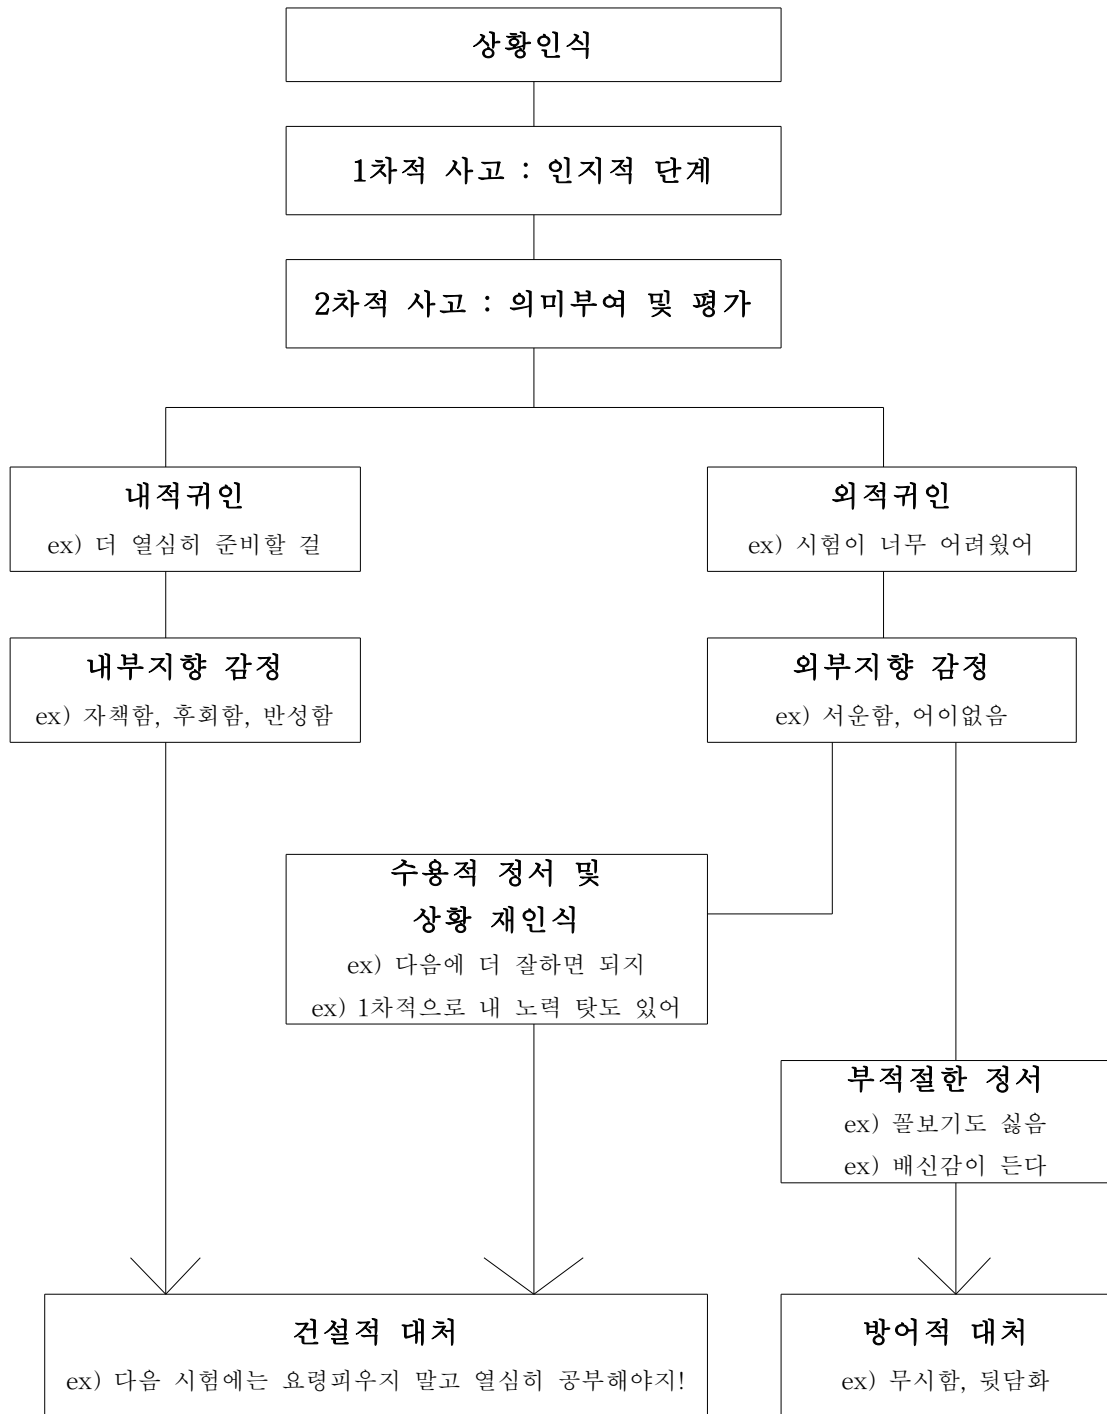 상황인식
1차적 사고 : 인지적 단계
2차적 사고 : 의미부여 및 평가
내적귀인
ex) 더 열심히 준비할 걸
외적귀인
ex) 시험이 너무 어려웠어
내부지향 감정
ex) 자책함, 후회함, 반성함
외부지향 감정
ex) 서운함, 어이없음
수용적 정서 및
상황 재인식
ex) 다음에 더 잘하면 되지
ex) 1차적으로 내 노력 탓도 있어
부적절한 정서
ex) 꼴보기도 싫음
ex) 배신감이 든다
건설적 대처
ex) 다음 시험에는 요령피우지 말고 열심히 공부해야지!
방어적 대처
ex) 무시함, 뒷담화